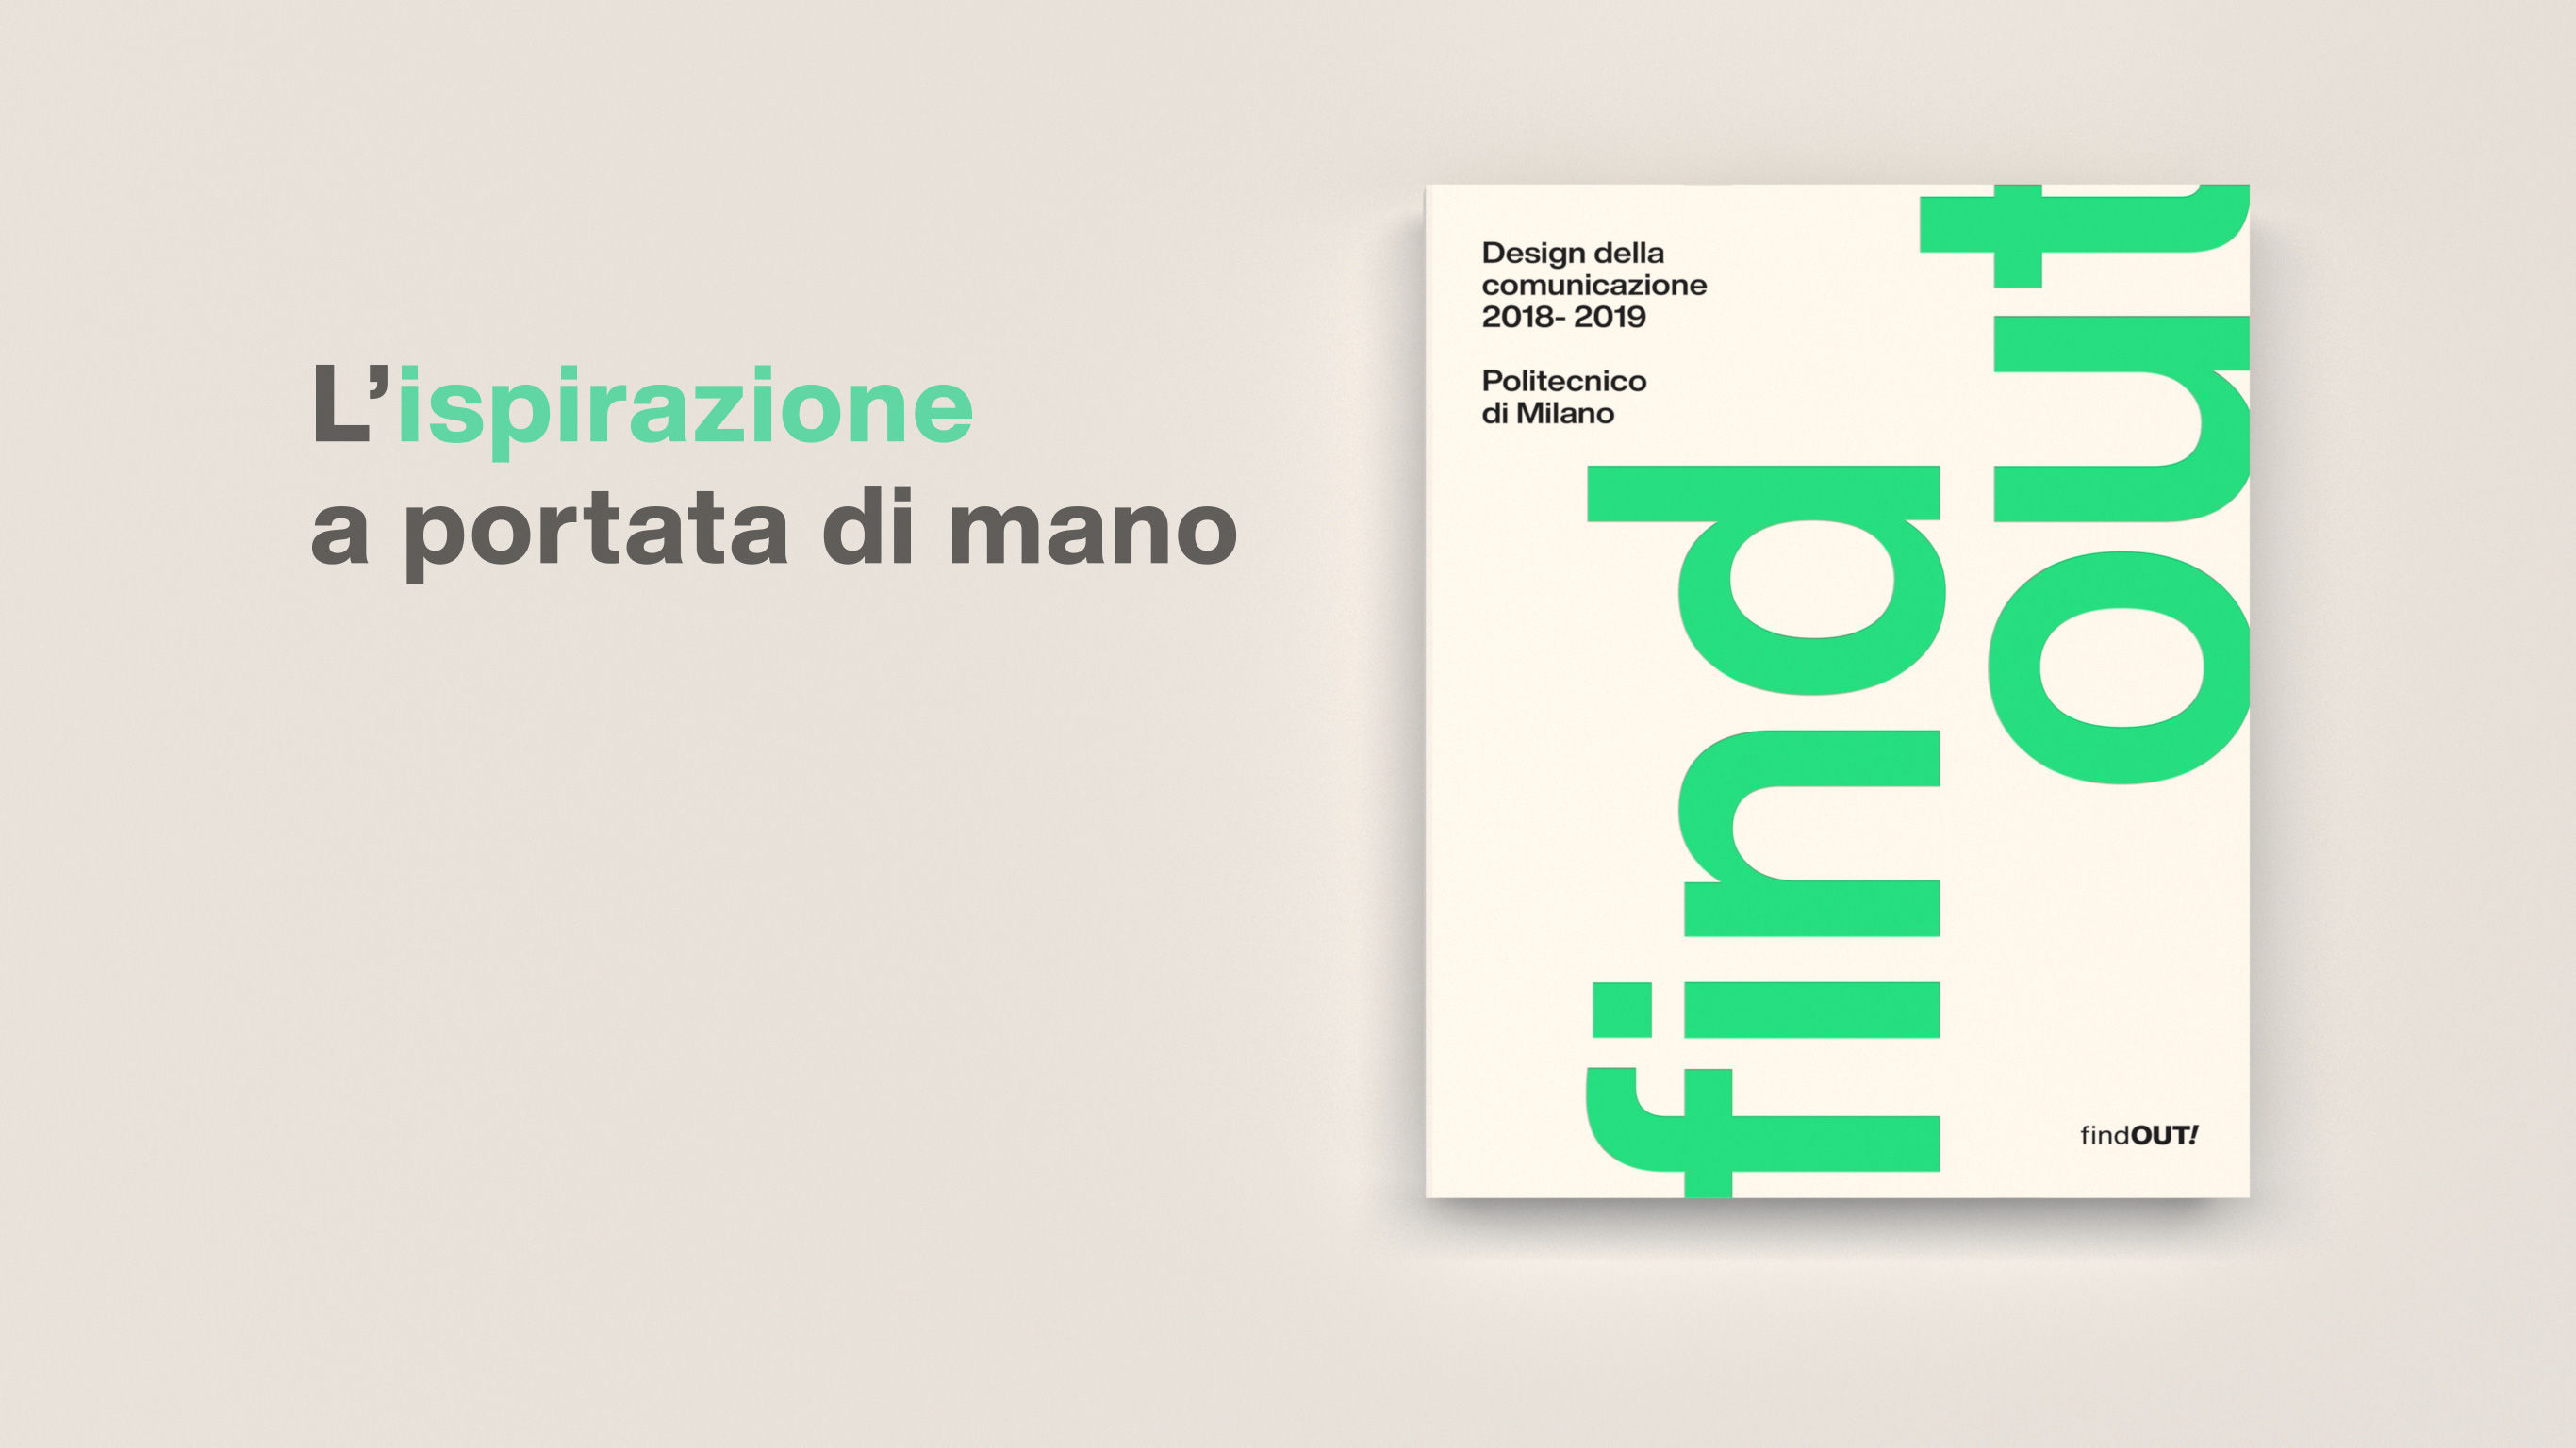 L’ispirazione
a portata di mano
Design della
comunicazione
2018- 2019
Politecnico
di Milano
find
out
findOUT!